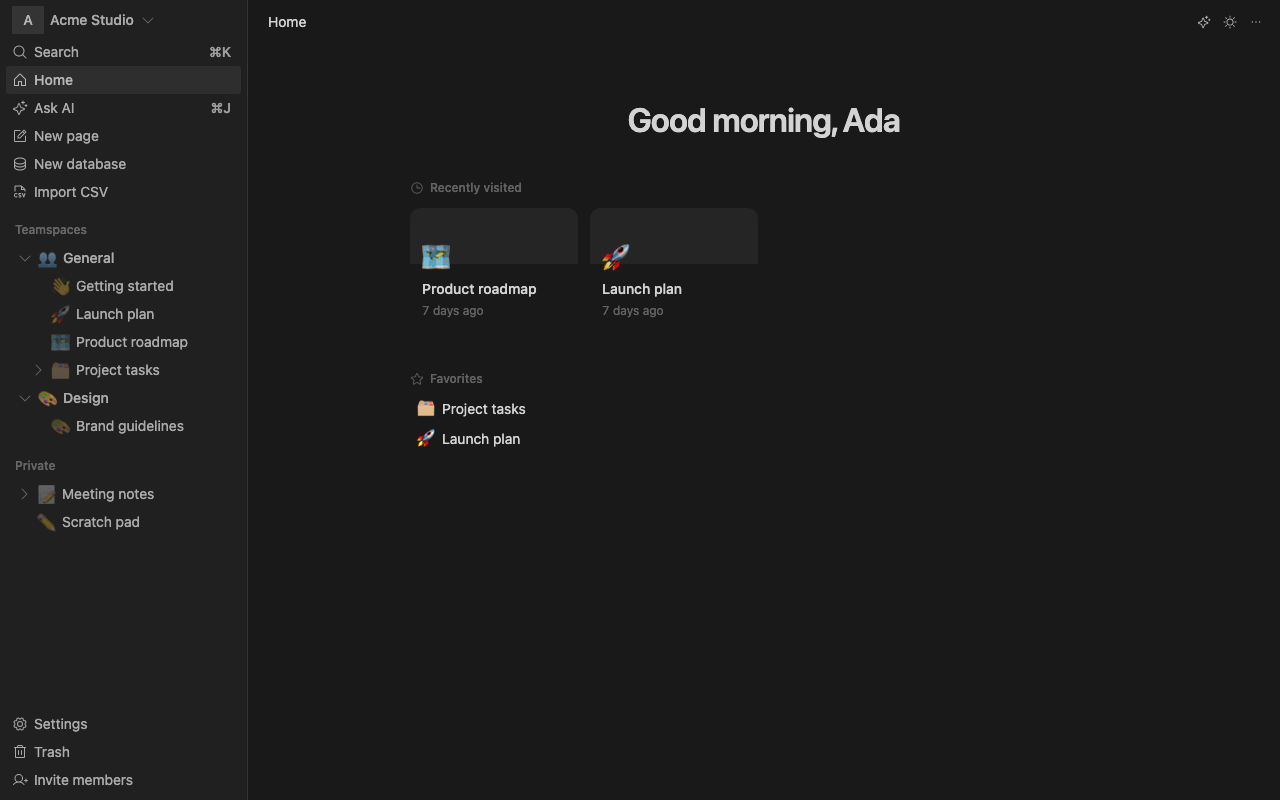 A Acme Studio
Search ⌘K
Home
Ask AI ⌘J
New page
New database
Import CSV
Teamspaces
General
Getting started
Launch plan
Product roadmap
Project tasks
Design
Brand guidelines
Private
Meeting notes
Scratch pad
Settings
Trash
Invite members
Home
Good morning, Ada
Recently visited
Product roadmap
7 days ago
Launch plan
7 days ago
Favorites
Project tasks
Launch plan